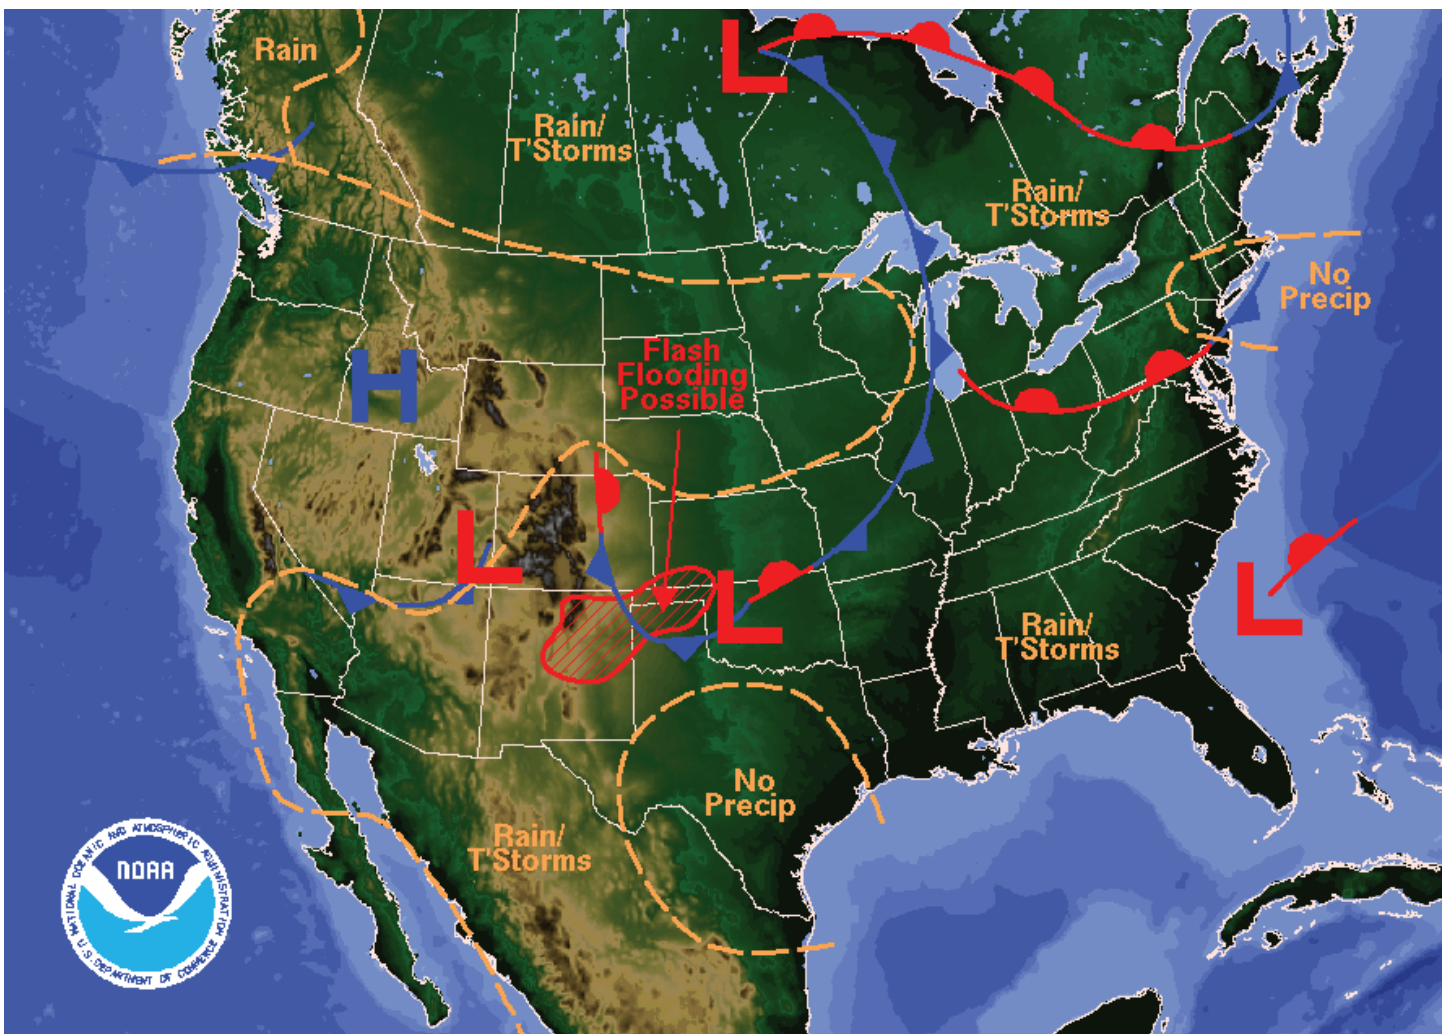 L
Rain
Rain/
T'Storms
Rain/
T'Storms
No
Precip
Flash
Flooding
Possible
H
L
L
L
Rain/
T'Storms
No
Precip
Rain/
T'Storms
NATIONAL OCEANIC AND ATMOSPHERIC ADMINISTRATION
NOAA
U.S. DEPARTMENT OF COMMERCE